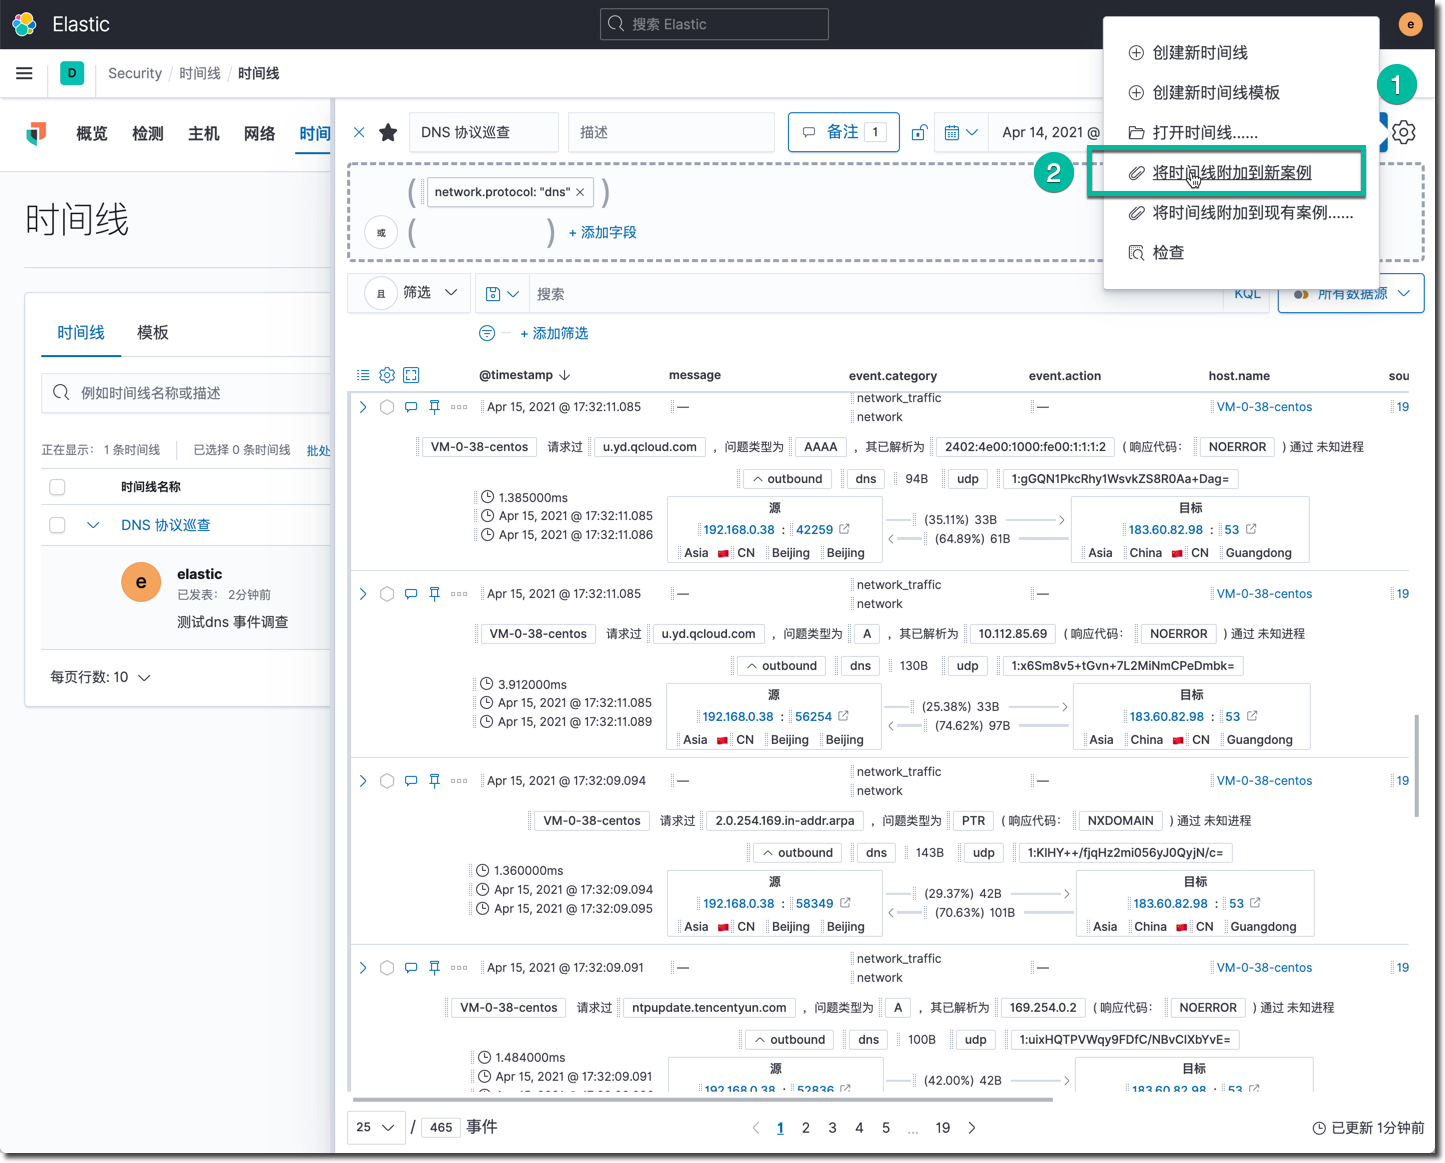 Elastic
搜索 Elastic
e
D
Security / 时间线 / 时间线
创建新时间线
创建新时间线模板
打开时间线......
将时间线附加到新案例
将时间线附加到现有案例......
检查
1
2
概览 检测 主机 网络 时间
DNS 协议巡查
描述
备注 1
Apr 14, 2021 @
( network.protocol: "dns" × )
或 ( ) + 添加字段
时间线
且 筛选
搜索
KQL
所有数据源
+ 添加筛选
时间线 模板
例如时间线名称或描述
正在显示： 1 条时间线 已选择 0 条时间线 批处
时间线名称
DNS 协议巡查
e
elastic
已发表： 2分钟前
测试dns 事件调查
每页行数: 10
@timestamp message event.category event.action host.name sou
Apr 15, 2021 @ 17:32:11.085 — network_traffic — VM-0-38-centos 19
network
VM-0-38-centos 请求过 u.yd.qcloud.com ， 问题类型为 AAAA ， 其已解析为 2402:4e00:1000:fe00:1:1:1:2 ( 响应代码： NOERROR ) 通过 未知进程
outbound dns 94B udp 1:gGQN1PkcRhy1WsvkZS8R0Aa+Dag=
1.385000ms
Apr 15, 2021 @ 17:32:11.085
Apr 15, 2021 @ 17:32:11.086
源
192.168.0.38 : 42259
Asia CN Beijing Beijing
(35.11%) 33B
(64.89%) 61B
目标
183.60.82.98 : 53
Asia China CN Guangdong
Apr 15, 2021 @ 17:32:11.085 — network_traffic — VM-0-38-centos 19
network
VM-0-38-centos 请求过 u.yd.qcloud.com ， 问题类型为 A ， 其已解析为 10.112.85.69 ( 响应代码： NOERROR ) 通过 未知进程
outbound dns 130B udp 1:x6Sm8v5+tGvn+7L2MiNmCPeDmbk=
3.912000ms
Apr 15, 2021 @ 17:32:11.085
Apr 15, 2021 @ 17:32:11.089
源
192.168.0.38 : 56254
Asia CN Beijing Beijing
(25.38%) 33B
(74.62%) 97B
目标
183.60.82.98 : 53
Asia China CN Guangdong
Apr 15, 2021 @ 17:32:09.094 — network_traffic — VM-0-38-centos 19
network
VM-0-38-centos 请求过 2.0.254.169.in-addr.arpa ， 问题类型为 PTR ( 响应代码： NXDOMAIN ) 通过 未知进程
outbound dns 143B udp 1:KlHY++/fjqHz2mi056yJ0QyjN/c=
1.360000ms
Apr 15, 2021 @ 17:32:09.094
Apr 15, 2021 @ 17:32:09.095
源
192.168.0.38 : 58349
Asia CN Beijing Beijing
(29.37%) 42B
(70.63%) 101B
目标
183.60.82.98 : 53
Asia China CN Guangdong
Apr 15, 2021 @ 17:32:09.091 — network_traffic — VM-0-38-centos 19
network
VM-0-38-centos 请求过 ntpupdate.tencentyun.com ， 问题类型为 A ， 其已解析为 169.254.0.2 ( 响应代码： NOERROR ) 通过 未知进程
outbound dns 100B udp 1:uixHQTPVWqy9FDfC/NBvClXbYvE=
1.484000ms
Apr 15, 2021 @ 17:32:09.091
源
192.168.0.38 : 52836
(42.00%) 42B
目标
183.60.82.98 : 53
25 / 465 事件
1 2 3 4 5 ... 19
已更新 1分钟前